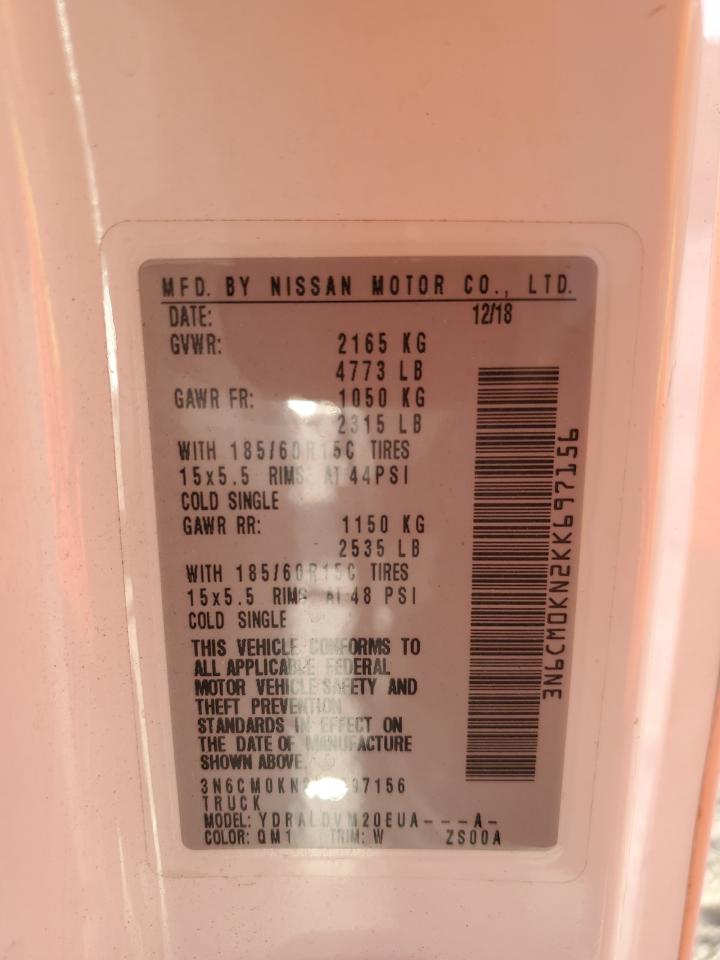 MFD. BY NISSAN MOTOR CO., LTD.
DATE: 12/18
GVWR: 2165 KG
4773 LB
GAWR FR: 1050 KG
2315 LB
WITH 185/60R15C TIRES
15x5.5 RIMS AT 44PSI
COLD SINGLE
GAWR RR: 1150 KG
2535 LB
WITH 185/60R15C TIRES
15x5.5 RIMS AT 48 PSI
COLD SINGLE
THIS VEHICLE CONFORMS TO
ALL APPLICABLE FEDERAL
MOTOR VEHICLE SAFETY AND
THEFT PREVENTION
STANDARDS IN EFFECT ON
THE DATE OF MANUFACTURE
SHOWN ABOVE.
3N6CM0KN2KK697156
TRUCK
MODEL: YDRALDVM20EUA---A-
COLOR: QM1 TRIM: W ZS00A
3N6CM0KN2KK697156